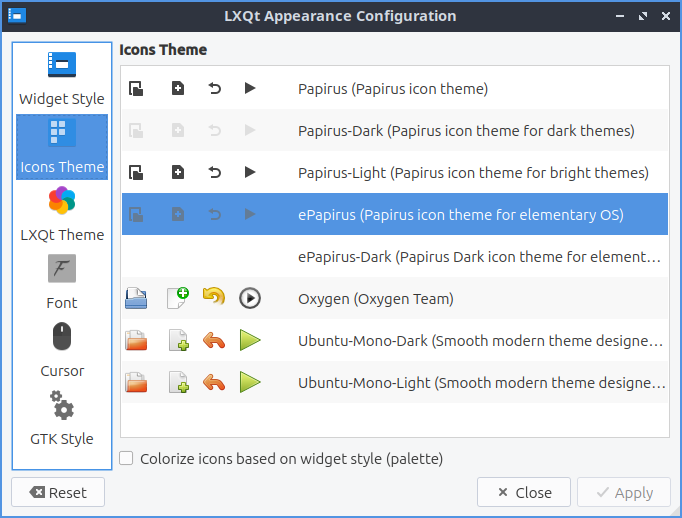 LXQt Appearance Configuration
Widget Style
Icons Theme
LXQt Theme
Font
Cursor
GTK Style
Icons Theme
Papirus (Papirus icon theme)
Papirus-Dark (Papirus icon theme for dark themes)
Papirus-Light (Papirus icon theme for bright themes)
ePapirus (Papirus icon theme for elementary OS)
ePapirus-Dark (Papirus Dark icon theme for element...
Oxygen (Oxygen Team)
Ubuntu-Mono-Dark (Smooth modern theme designe...
Ubuntu-Mono-Light (Smooth modern theme designe...
Colorize icons based on widget style (palette)
Reset
Close
Apply